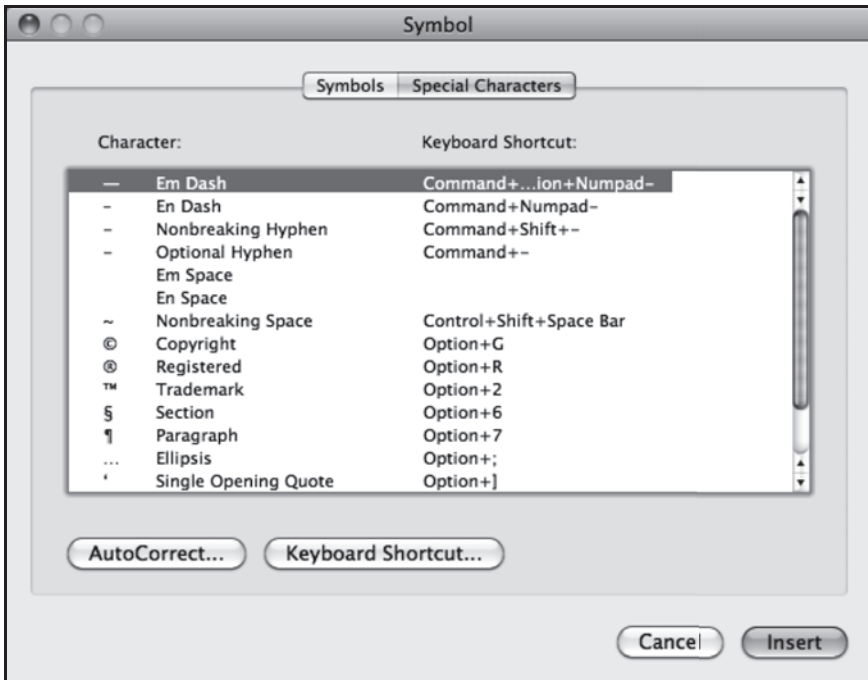 Symbol
Symbols Special Characters
Character: Keyboard Shortcut:
— Em Dash Command+...ion+Numpad-
– En Dash Command+Numpad-
- Nonbreaking Hyphen Command+Shift+-
- Optional Hyphen Command+-
Em Space
En Space
~ Nonbreaking Space Control+Shift+Space Bar
© Copyright Option+G
® Registered Option+R
™ Trademark Option+2
§ Section Option+6
¶ Paragraph Option+7
... Ellipsis Option+;
‘ Single Opening Quote Option+]
AutoCorrect... Keyboard Shortcut...
Cancel Insert